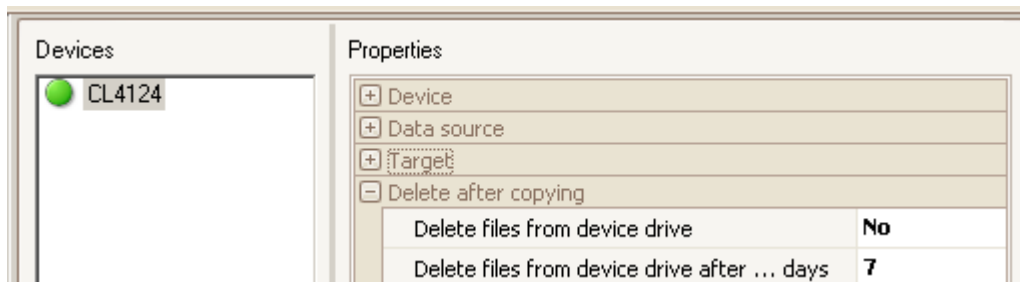 Devices
CL4124
Properties
Device
Data source
Target
Delete after copying
Delete files from device drive No
Delete files from device drive after ... days 7